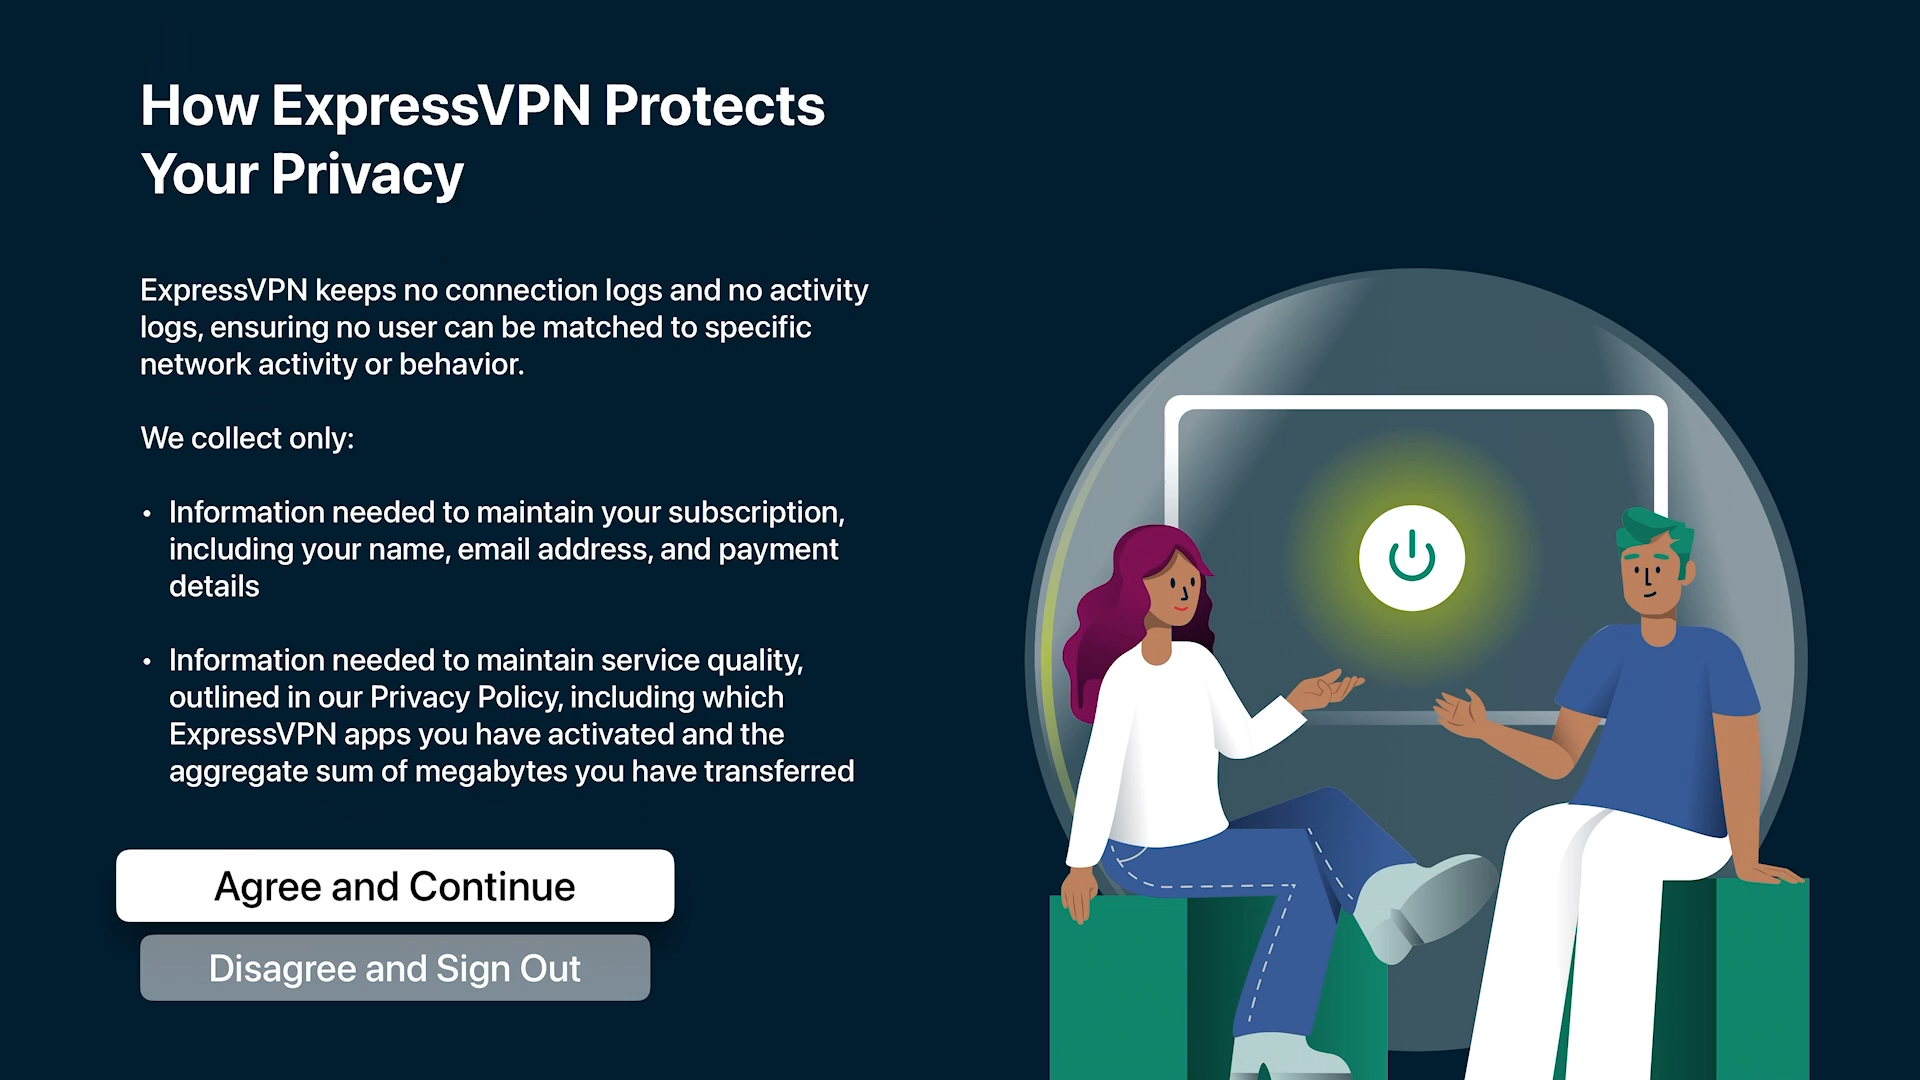 How ExpressVPN Protects
Your Privacy
ExpressVPN keeps no connection logs and no activity
logs, ensuring no user can be matched to specific
network activity or behavior.
We collect only:
• Information needed to maintain your subscription,
including your name, email address, and payment
details
• Information needed to maintain service quality,
outlined in our Privacy Policy, including which
ExpressVPN apps you have activated and the
aggregate sum of megabytes you have transferred
Agree and Continue
Disagree and Sign Out